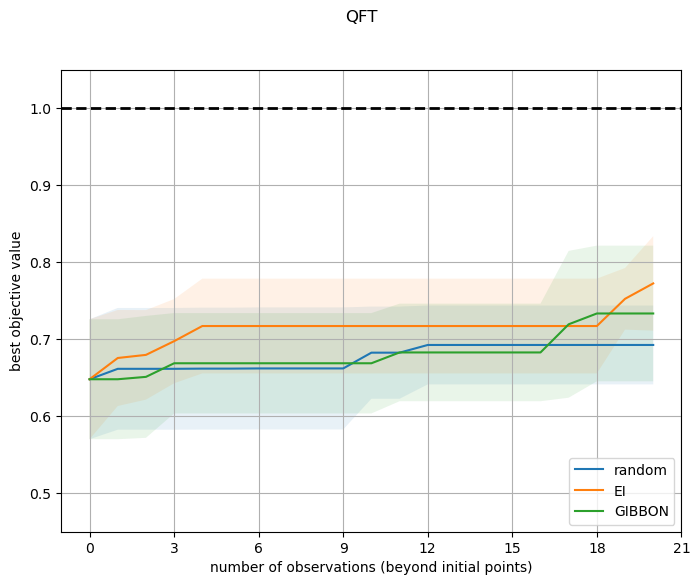 QFT
best objective value
1.0
0.9
0.8
0.7
0.6
0.5
random
EI
GIBBON
0 3 6 9 12 15 18 21
number of observations (beyond initial points)